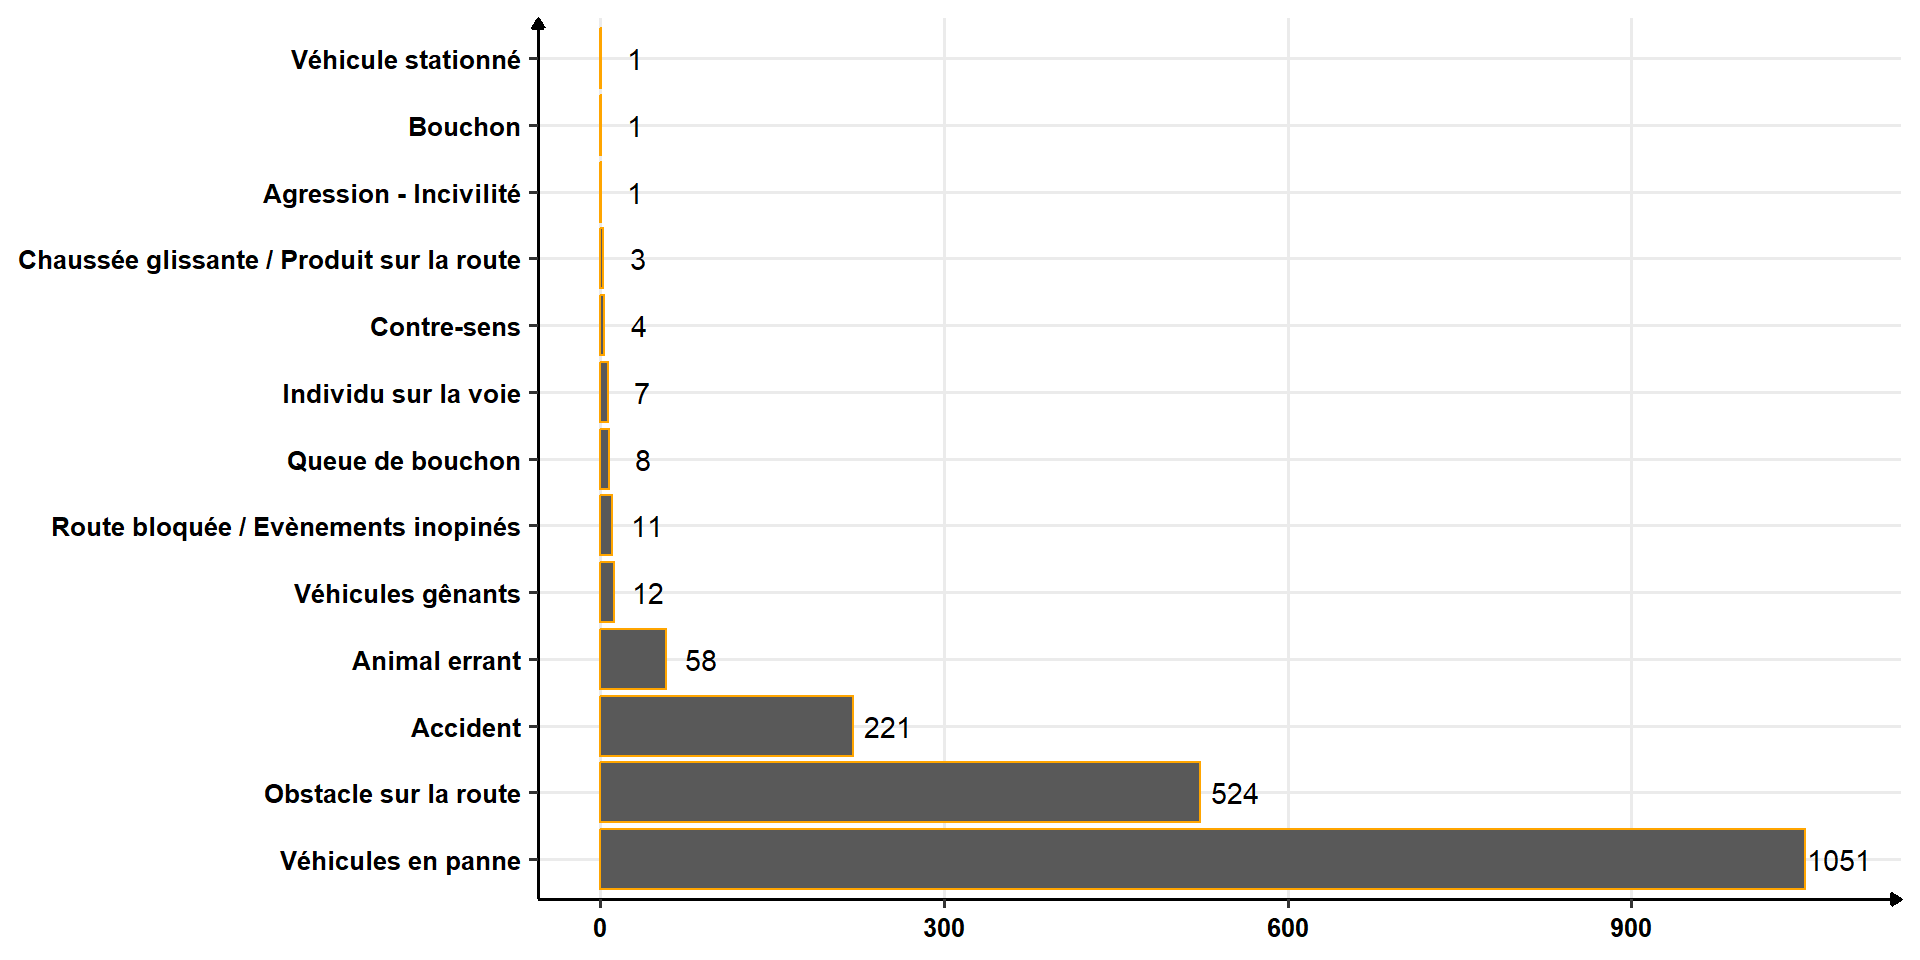 Véhicule stationné 1
Bouchon 1
Agression - Incivilité 1
Chaussée glissante / Produit sur la route 3
Contre-sens 4
Individu sur la voie 7
Queue de bouchon 8
Route bloquée / Evènements inopinés 11
Véhicules gênants 12
Animal errant 58
Accident 221
Obstacle sur la route 524
Véhicules en panne 1051
0 300 600 900